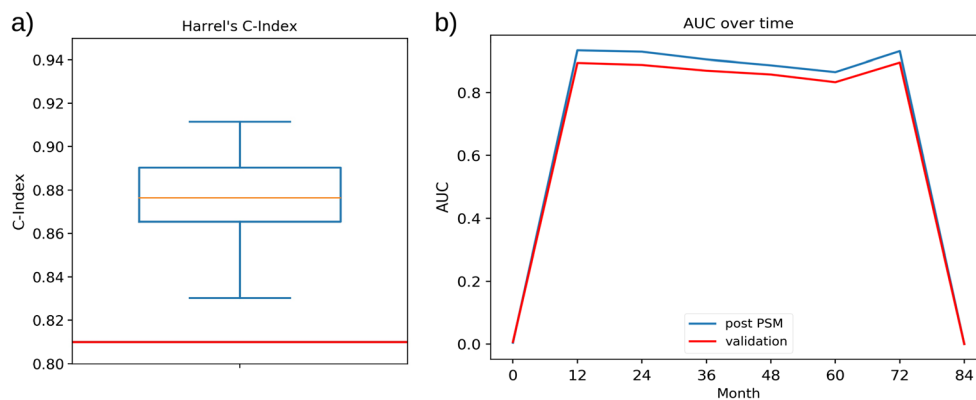 a)
Harrel's C-Index
C-Index
0.94
0.92
0.90
0.88
0.86
0.84
0.82
0.80
b)
AUC over time
AUC
0.8
0.6
0.4
0.2
0.0
post PSM
validation
0 12 24 36 48 60 72 84
Month